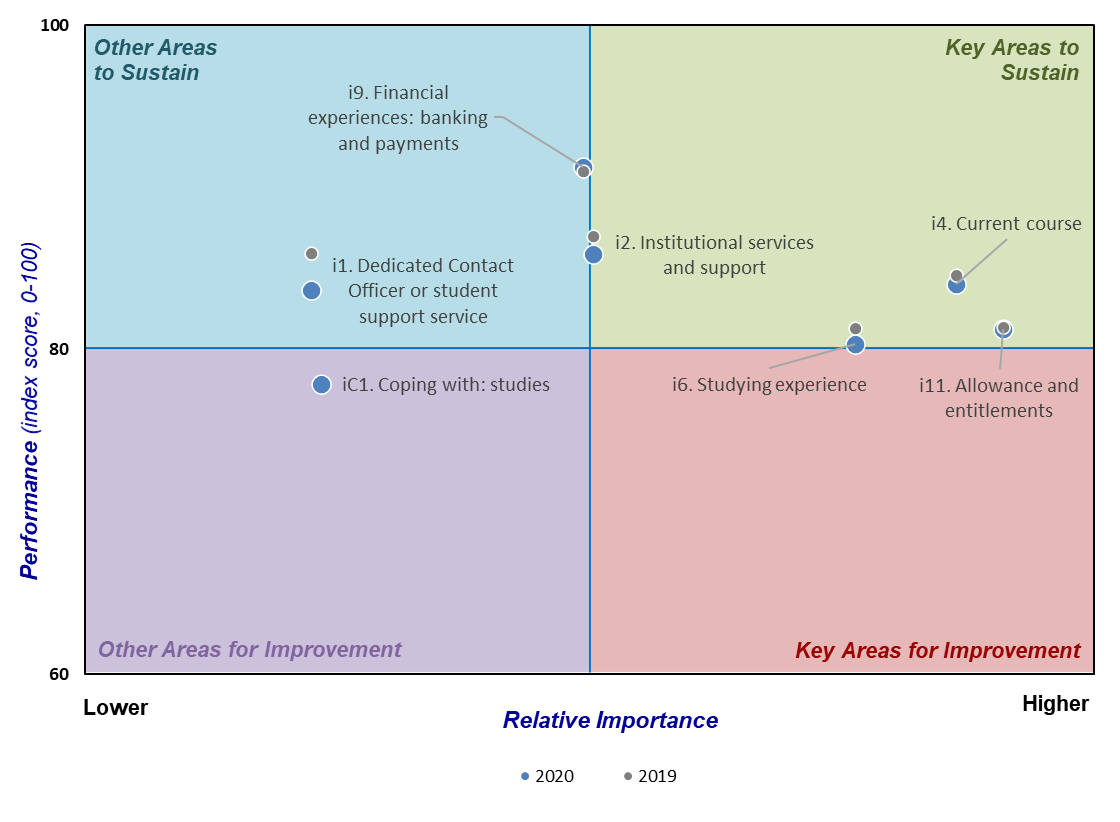 100
Other Areas
to Sustain
Key Areas to
Sustain
i9. Financial
experiences: banking
and payments
i4. Current course
i2. Institutional services
and support
i1. Dedicated Contact
Officer or student
support service
80
iC1. Coping with: studies
i6. Studying experience
i11. Allowance and
entitlements
Performance (index score, 0-100)
Other Areas for Improvement
Key Areas for Improvement
60
Lower
Higher
Relative Importance
2020
2019